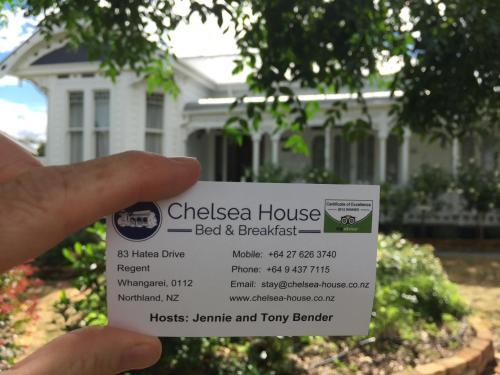 Chelsea House
Bed & Breakfast
Certificate of Excellence
83 Hatea Drive
Regent
Whangarei, 0112
Northland, NZ
Mobile: +64 27 626 3740
Phone: +64 9 437 7115
Email: stay@chelsea-house.co.nz
www.chelsea-house.co.nz
Hosts: Jennie and Tony Bender